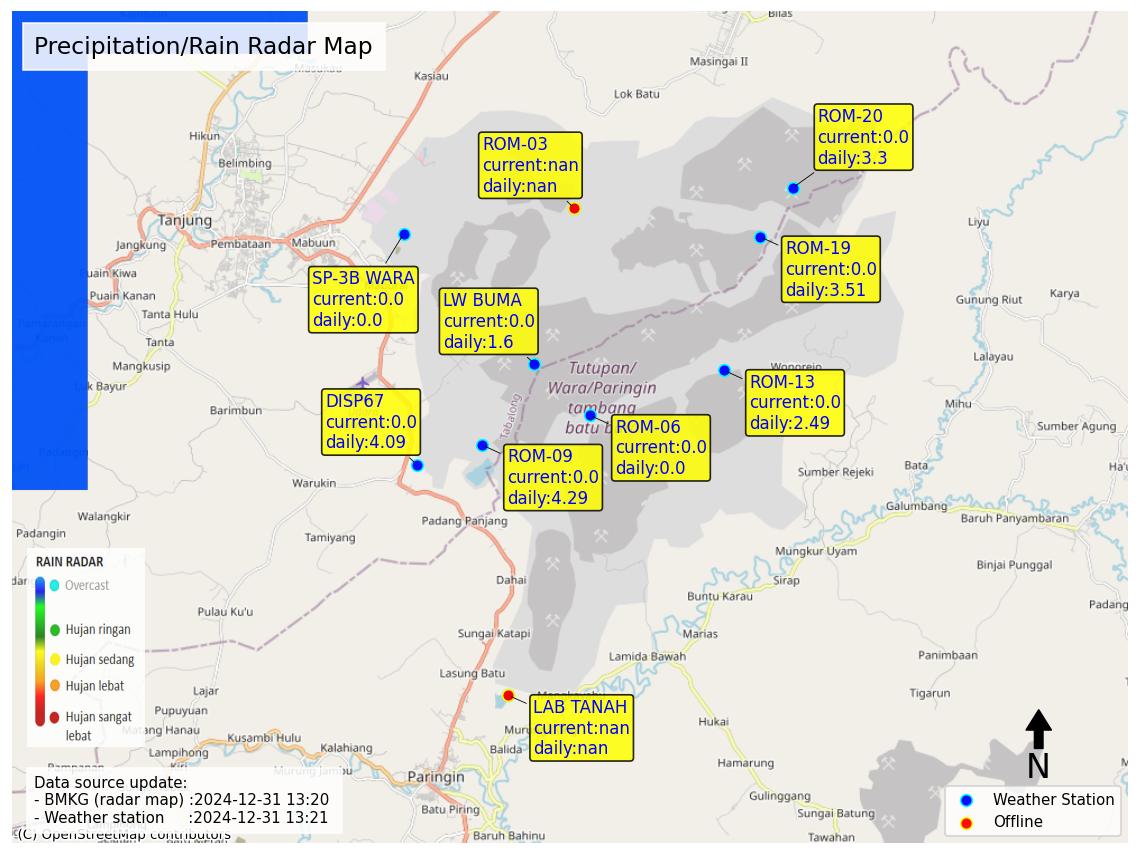 Precipitation/Rain Radar Map
Bilas
Masukau
Kasiau
Masingai II
Lok Batu
ROM-20
current:0.0
daily:3.3
ROM-03
current:nan
daily:nan
Hikun
Belimbing
Tanjung
Jangkung
Pembataan
Mabuun
Liyu
ROM-19
current:0.0
daily:3.51
SP-3B WARA
current:0.0
daily:0.0
Puain Kiwa
Puain Kanan
Tanta Hulu
LW BUMA
current:0.0
daily:1.6
Gunung Riut
Karya
Pamarangan
Kanan
Tanta
Mangkusip
Lalayau
Wonorejo
Tutupan/
Wara/Paringin
tambang
batu b
Luk Bayur
ROM-13
current:0.0
daily:2.49
Barimbun
Mihu
DISP67
current:0.0
daily:4.09
Tabalong
ROM-06
current:0.0
daily:0.0
Sumber Agung
Padangin
ROM-09
current:0.0
daily:4.29
Bata
Sumber Rejeki
Warukin
Galumbang
Walangkir
Padang Panjang
Baruh Panyambaran
Padangin
Tamiyang
Mungkur Uyam
RAIN RADAR
Overcast
Hujan ringan
Hujan sedang
Hujan lebat
Hujan sangat
lebat
Binjai Punggal
Dahai
Sirap
Buntu Karau
Padang
Pulau Ku'u
Sungai Katapi
Marias
Lamida Bawah
Panimbaan
Lasung Batu
Lajar
Tigarun
LAB TANAH
current:nan
daily:nan
Pupuyuan
Matang Hanau
Hukai
Kusambi Hulu
Kalahiang
Balida
Lampihong
Hamarung
Murung Jambu
Paringin
N
Data source update:
- BMKG (radar map) :2024-12-31 13:20
- Weather station :2024-12-31 13:21
Gulinggang
Weather Station
Offline
Batu Piring
Sungai Batung
Baruh Bahinu
Tawahan
(C) OpenStreetMap contributors